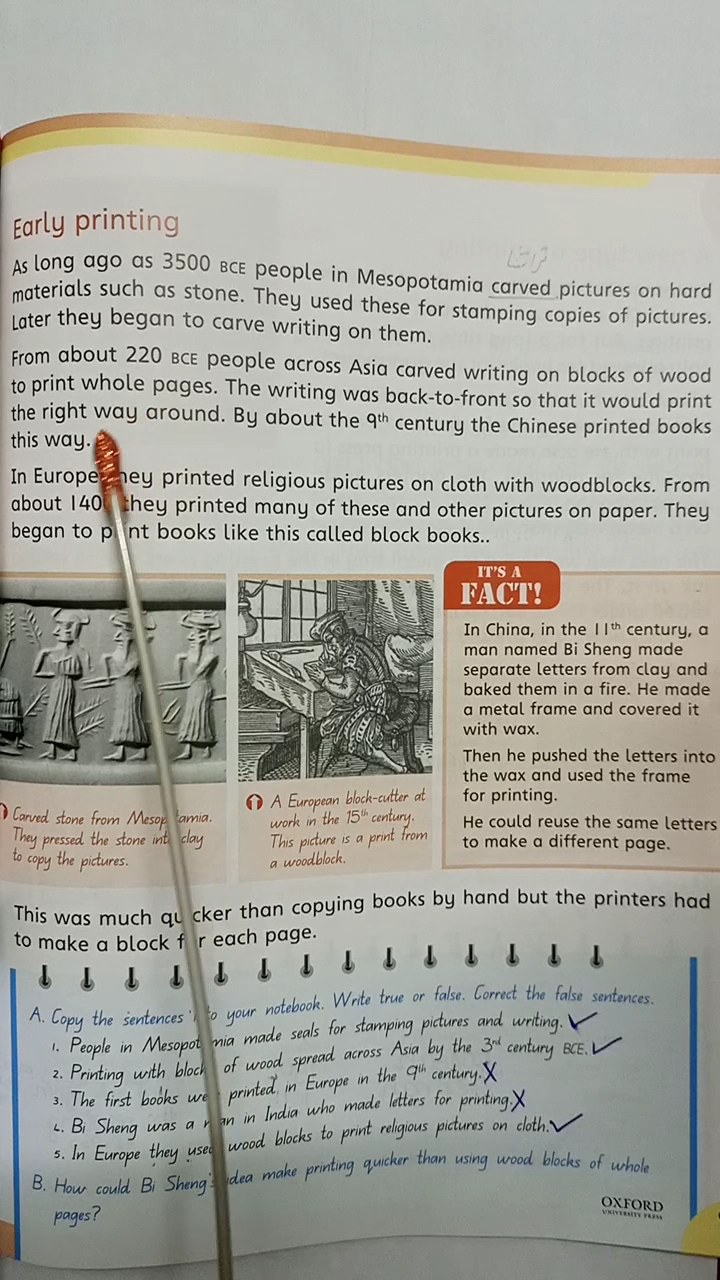 Early printing
As long ago as 3500 BCE people in Mesopotamia carved pictures on hard
materials such as stone. They used these for stamping copies of pictures.
Later they began to carve writing on them.
From about 220 BCE people across Asia carved writing on blocks of wood
to print whole pages. The writing was back-to-front so that it would print
the right way around. By about the 9th century the Chinese printed books
this way.
In Europe they printed religious pictures on cloth with woodblocks. From
about 140 they printed many of these and other pictures on paper. They
began to print books like this called block books..
IT'S A
FACT!
In China, in the 11th century, a
man named Bi Sheng made
separate letters from clay and
baked them in a fire. He made
a metal frame and covered it
with wax.
Then he pushed the letters into
the wax and used the frame
for printing.
He could reuse the same letters
to make a different page.
Carved stone from Mesopotamia.
They pressed the stone into clay
to copy the pictures.
A European block-cutter at
work in the 15th century.
This picture is a print from
a woodblock.
This was much quicker than copying books by hand but the printers had
to make a block for each page.
A. Copy the sentences into your notebook. Write true or false. Correct the false sentences.
1. People in Mesopotamia made seals for stamping pictures and writing. ✓
2. Printing with blocks of wood spread across Asia by the 3rd century BCE. ✓
3. The first books were printed in Europe in the 9th century. X
4. Bi Sheng was a man in India who made letters for printing. X
5. In Europe they used wood blocks to print religious pictures on cloth. ✓
B. How could Bi Sheng's idea make printing quicker than using wood blocks of whole
pages?
OXFORD
UNIVERSITY PRESS